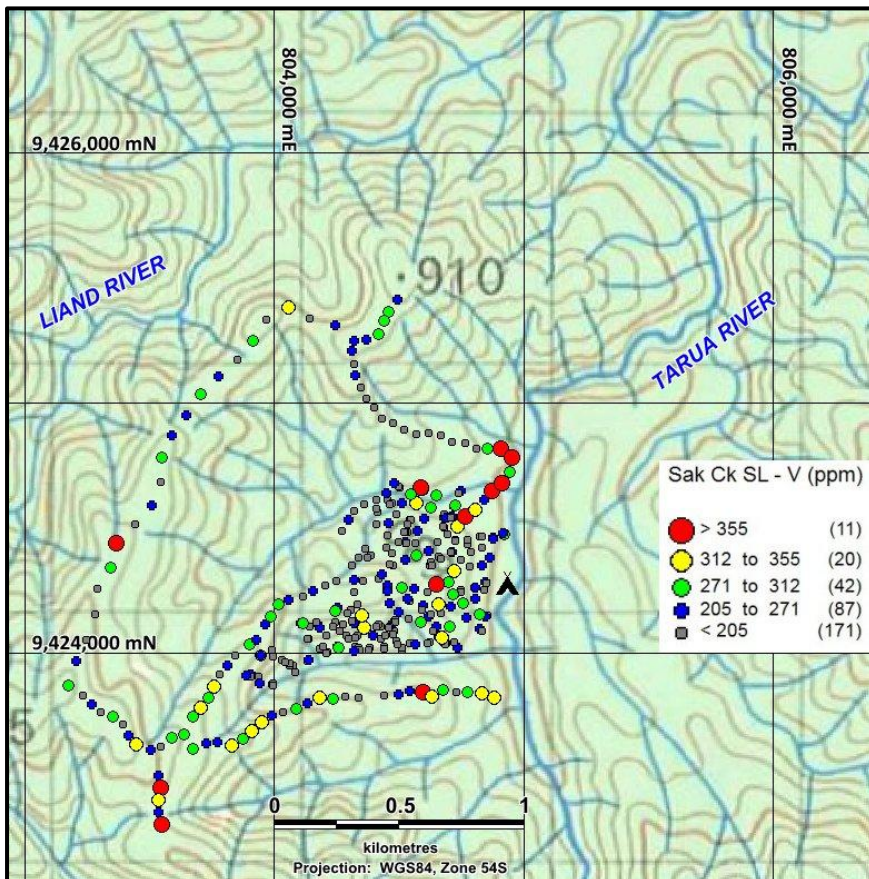 804,000 mE
806,000 mE
9,426,000 mN
910
LIAND RIVER
TARUA RIVER
Sak Ck SL - V (ppm)
> 355 (11)
312 to 355 (20)
271 to 312 (42)
205 to 271 (87)
< 205 (171)
X
9,424,000 mN
5
0 0.5 1
kilometres
Projection: WGS84, Zone 54S